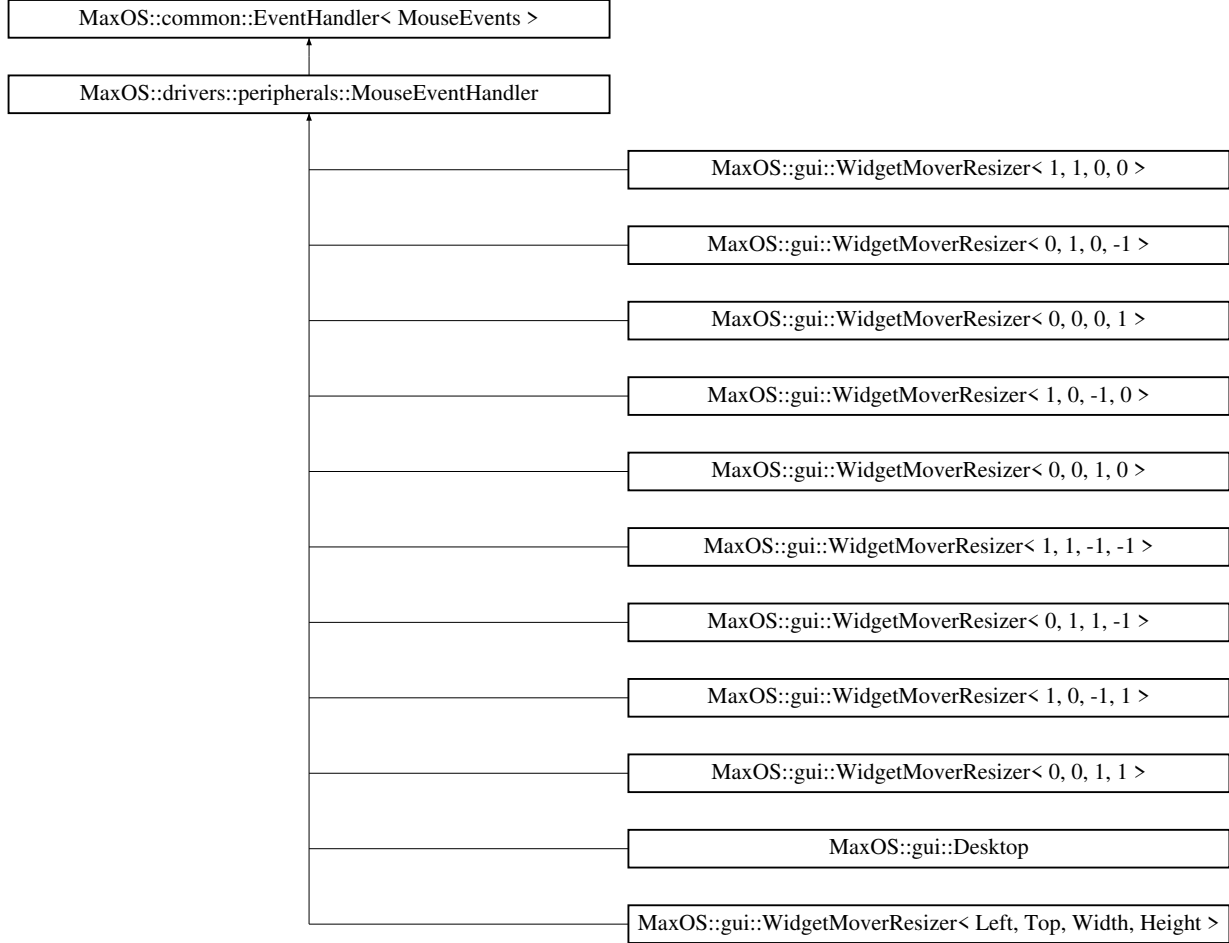 MaxOS::common::EventHandler< MouseEvents >
MaxOS::drivers::peripherals::MouseEventHandler
MaxOS::gui::WidgetMoverResizer< 1, 1, 0, 0 >
MaxOS::gui::WidgetMoverResizer< 0, 1, 0, -1 >
MaxOS::gui::WidgetMoverResizer< 0, 0, 0, 1 >
MaxOS::gui::WidgetMoverResizer< 1, 0, -1, 0 >
MaxOS::gui::WidgetMoverResizer< 0, 0, 1, 0 >
MaxOS::gui::WidgetMoverResizer< 1, 1, -1, -1 >
MaxOS::gui::WidgetMoverResizer< 0, 1, 1, -1 >
MaxOS::gui::WidgetMoverResizer< 1, 0, -1, 1 >
MaxOS::gui::WidgetMoverResizer< 0, 0, 1, 1 >
MaxOS::gui::Desktop
MaxOS::gui::WidgetMoverResizer< Left, Top, Width, Height >